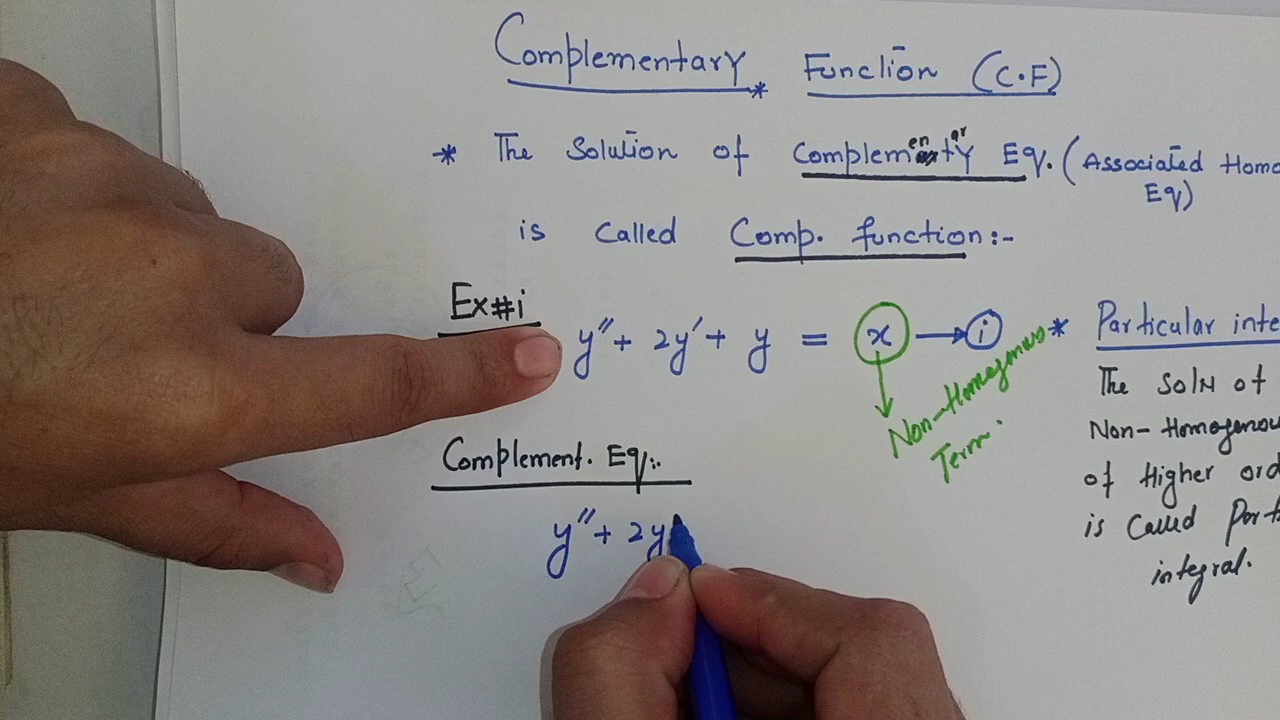 Complementary Function (C.F)
* The Solution of Complementary Eq. (Associated Homo
Eq)
is Called Comp. function:-
Ex#i
y″ + 2y′ + y = x → i
Non-Homogenous
Term.
* Particular inte
The Soln of
Non-Homogenou
of Higher ord
is Called Part
integral.
Complement. Eq:-
y″ + 2y